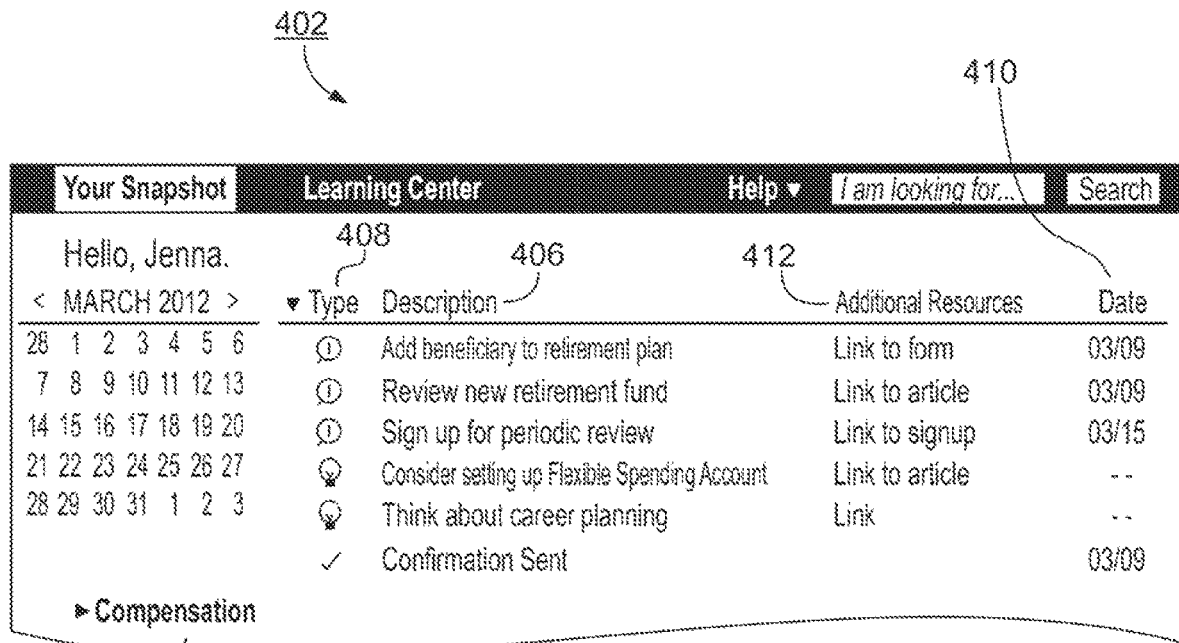 402
410
Your Snapshot Learning Center Help ▾ I am looking for... Search
Hello, Jenna.
408 406 412
< MARCH 2012 > ▾ Type Description Additional Resources Date
28 1 2 3 4 5 6 Add beneficiary to retirement plan Link to form 03/09
7 8 9 10 11 12 13 Review new retirement fund Link to article 03/09
14 15 16 17 18 19 20 Sign up for periodic review Link to signup 03/15
21 22 23 24 25 26 27 Consider setting up Flexible Spending Account Link to article - -
28 29 30 31 1 2 3 Think about career planning Link - -
✓ Confirmation Sent 03/09
► Compensation